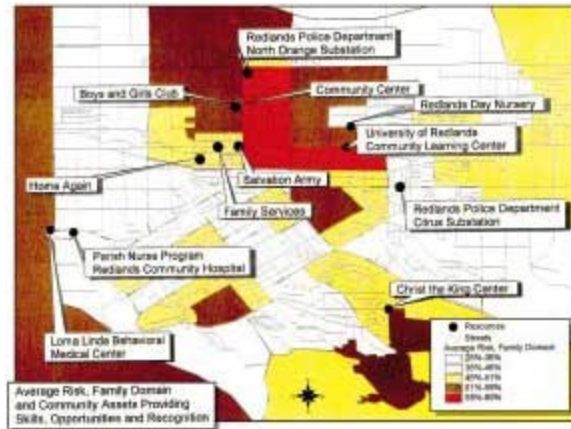 Redlands Police Department
North Orange Substation
Boys and Girls Club
Community Center
Redlands Day Nursery
University of Redlands
Community Learning Center
Home Again
Salvation Army
Family Services
Redlands Police Department
Citrus Substation
Parish Nurse Program
Redlands Community Hospital
Christ the King Center
Loma Linda Behavioral
Medical Center
Resources
Streets
Average Risk, Family Domain
Average Risk, Family Domain
and Community Assets Providing
Skills, Opportunities and Recognition